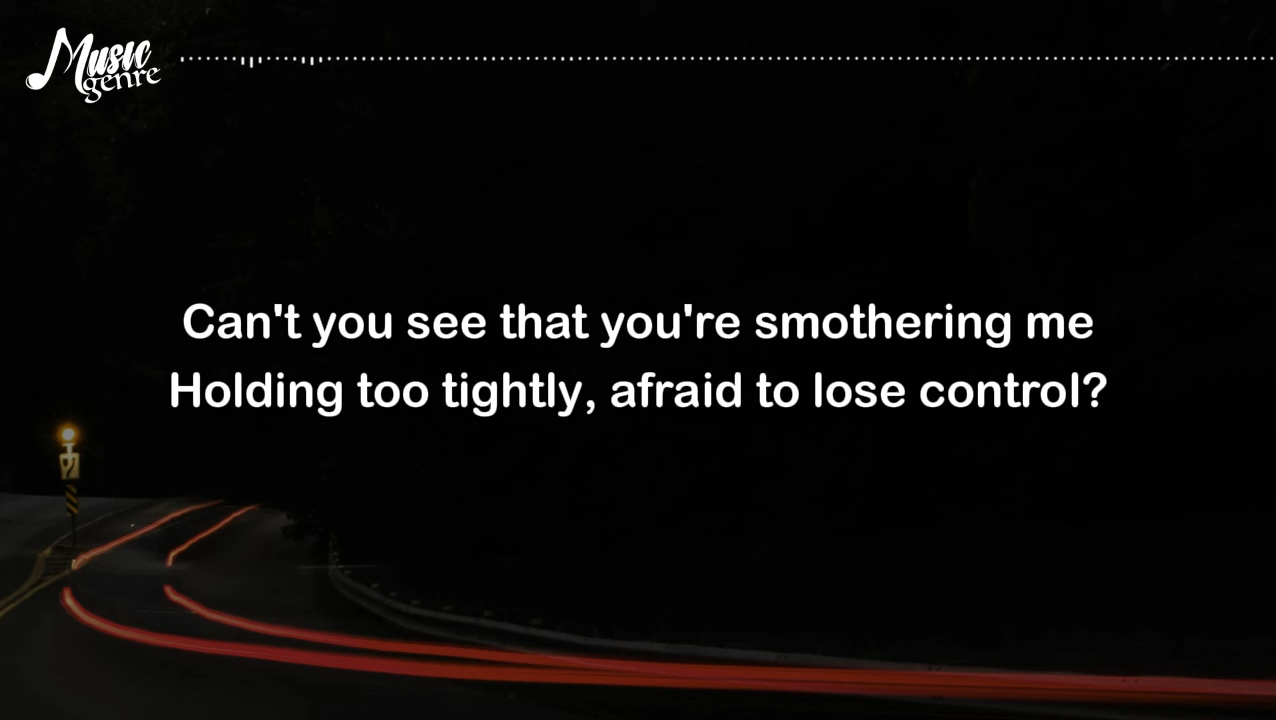 Music
genre
Can't you see that you're smothering me
Holding too tightly, afraid to lose control?